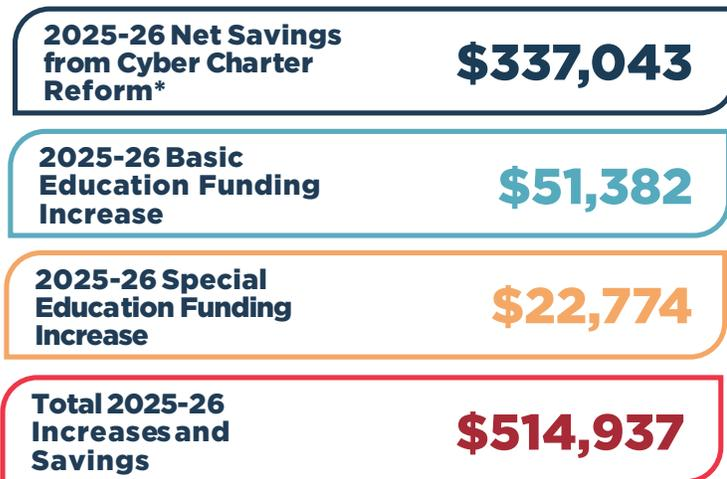 2025-26 Net Savings
from Cyber Charter
Reform*
$337,043
2025-26 Basic
Education Funding
Increase
$51,382
2025-26 Special
Education Funding
Increase
$22,774
Total 2025-26
Increases and
Savings
$514,937